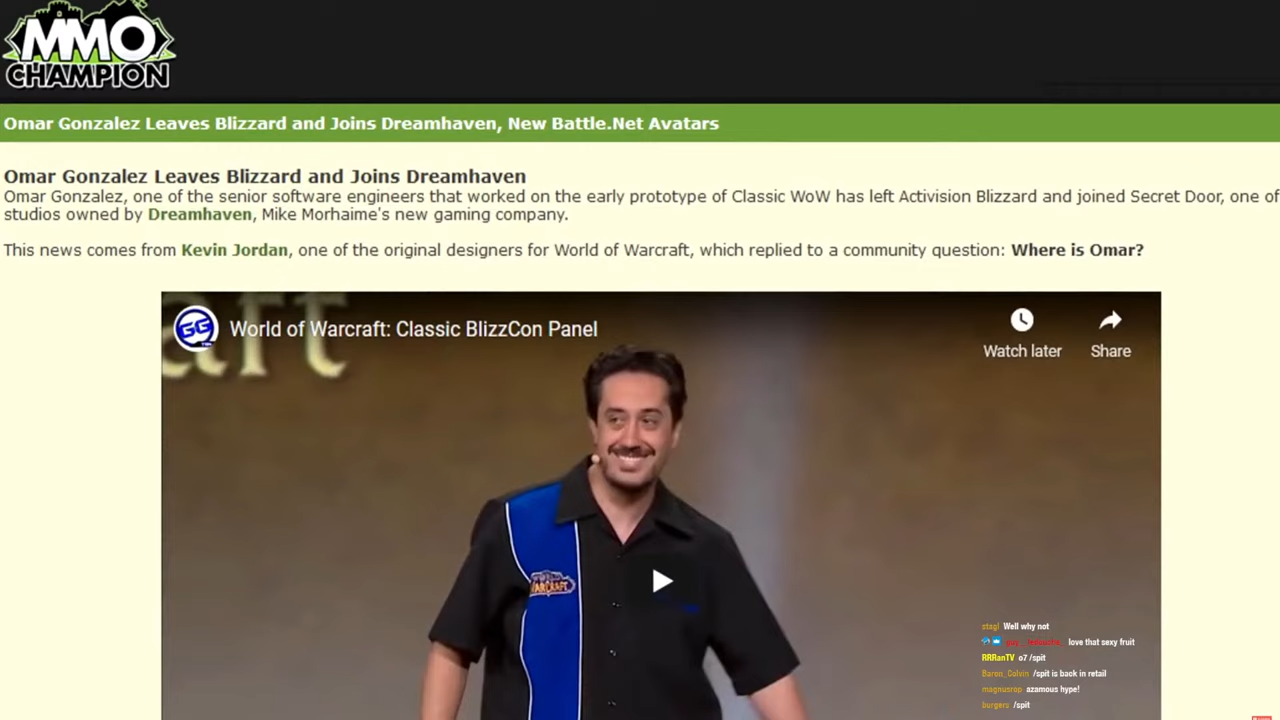 MMO
CHAMPION
Omar Gonzalez Leaves Blizzard and Joins Dreamhaven, New Battle.Net Avatars
Omar Gonzalez Leaves Blizzard and Joins Dreamhaven
Omar Gonzalez, one of the senior software engineers that worked on the early prototype of Classic WoW has left Activision Blizzard and joined Secret Door, one of
studios owned by Dreamhaven, Mike Morhaime's new gaming company.
This news comes from Kevin Jordan, one of the original designers for World of Warcraft, which replied to a community question: Where is Omar?
aft
GG
World of Warcraft: Classic BlizzCon Panel
Watch later
Share
WARCRAFT
stagl Well why not
love that sexy fruit
RRRanTV o7 /spit
Baron_Colvin /spit is back in retail
magnusrop azamous hype!
burgers /spit